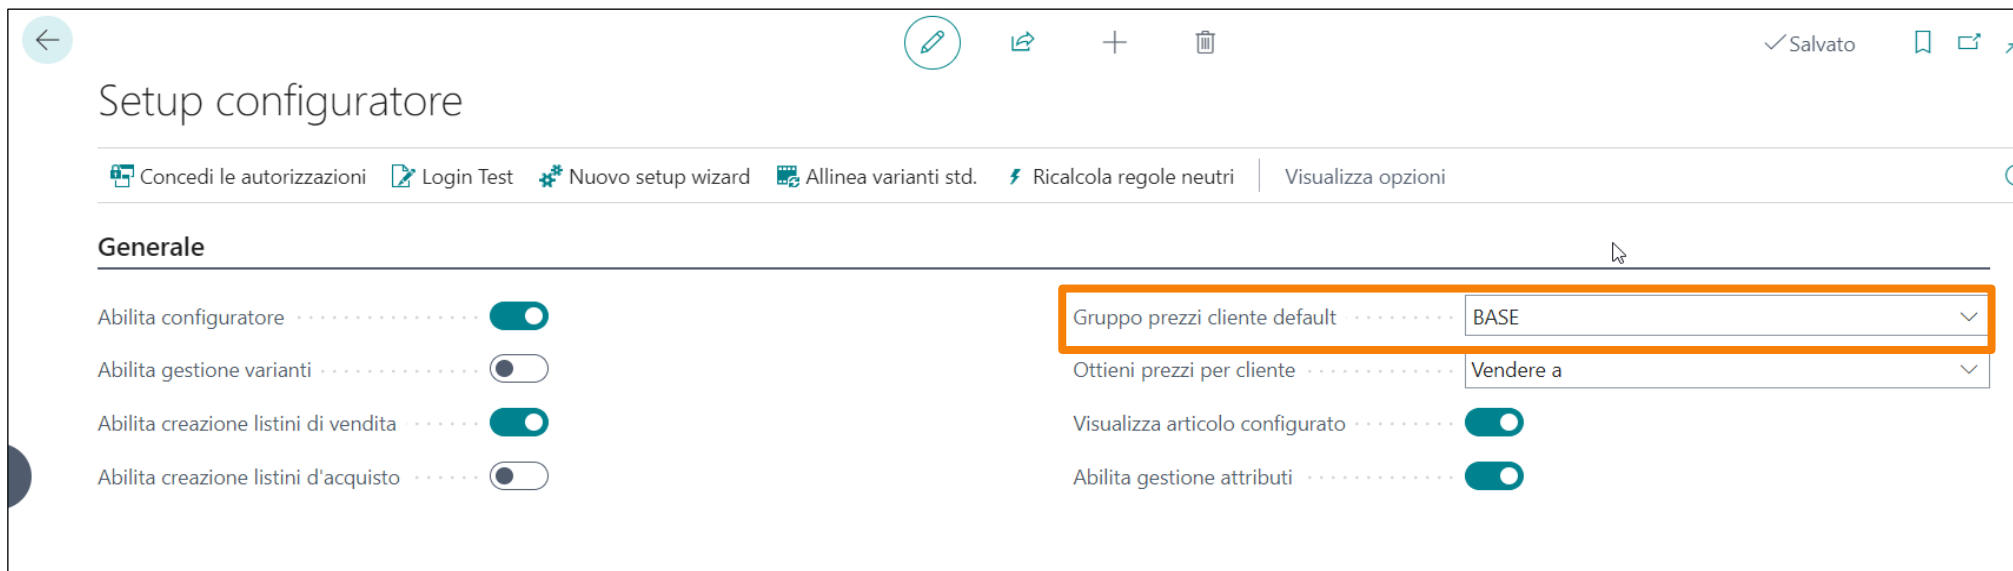 Salvato
Setup configuratore
Concedi le autorizzazioni Login Test Nuovo setup wizard Allinea varianti std. Ricalcola regole neutri Visualizza opzioni
Generale
Abilita configuratore Gruppo prezzi cliente default BASE
Abilita gestione varianti Ottieni prezzi per cliente Vendere a
Abilita creazione listini di vendita Visualizza articolo configurato
Abilita creazione listini d'acquisto Abilita gestione attributi